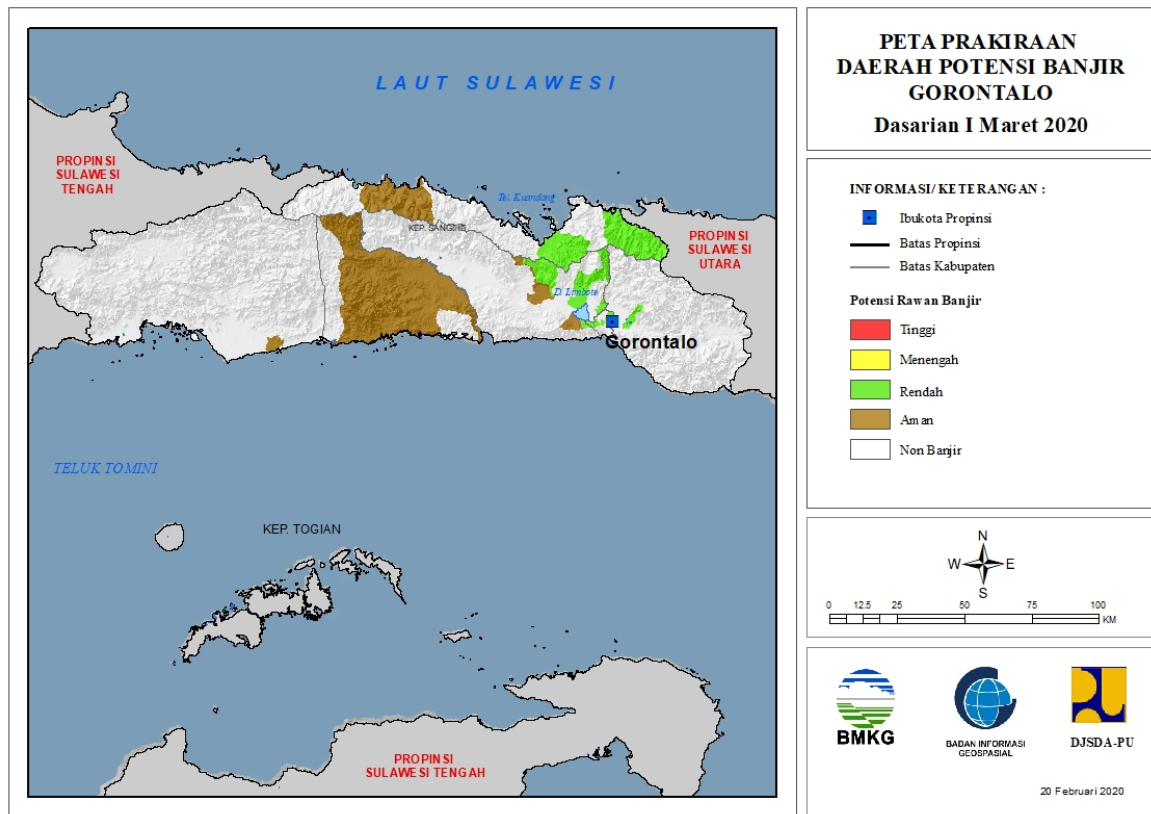 LAUT SULAWESI
PROPINSI
SULAWESI
TENGAH
Tel. Kuandang
KEP. SANGIHE
PROPINSI
SULAWESI
UTARA
D. Limboto
Gorontalo
TELUK TOMINI
KEP. TOGIAN
PROPINSI
SULAWESI TENGAH
PETA PRAKIRAAN
DAERAH POTENSI BANJIR
GORONTALO
Dasarian I Maret 2020
INFORMASI/ KETERANGAN :
Ibukota Propinsi
Batas Propinsi
Batas Kabupaten
Potensi Rawan Banjir
Tinggi
Menengah
Rendah
Aman
Non Banjir
N
W E
S
0 12.5 25 50 75 100
KM
BMKG
BADAN INFORMASI
GEOSPASIAL
DJSDA-PU
20 Februari 2020